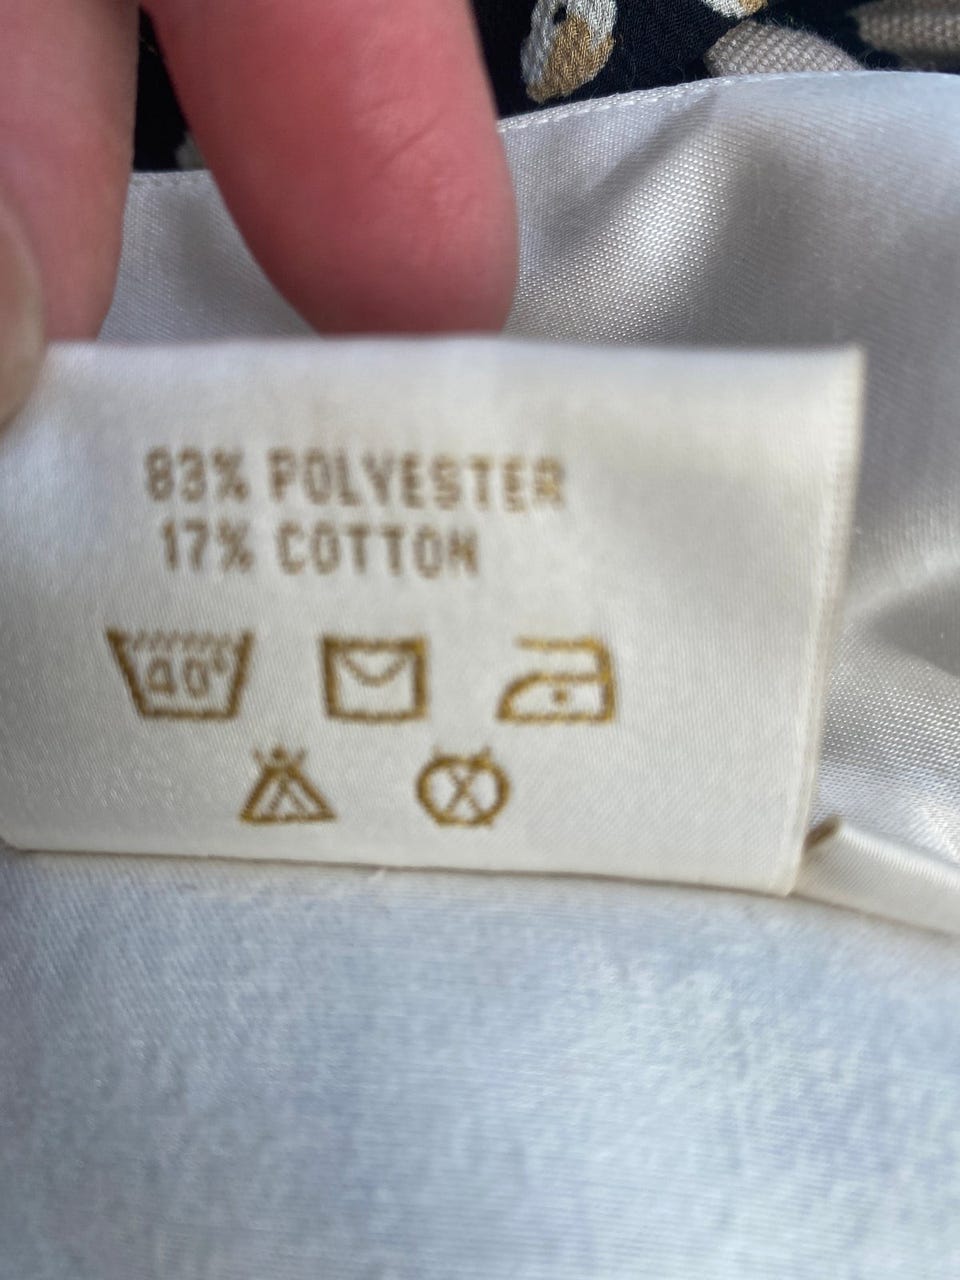 83% POLYESTER
17% COTTON
40°